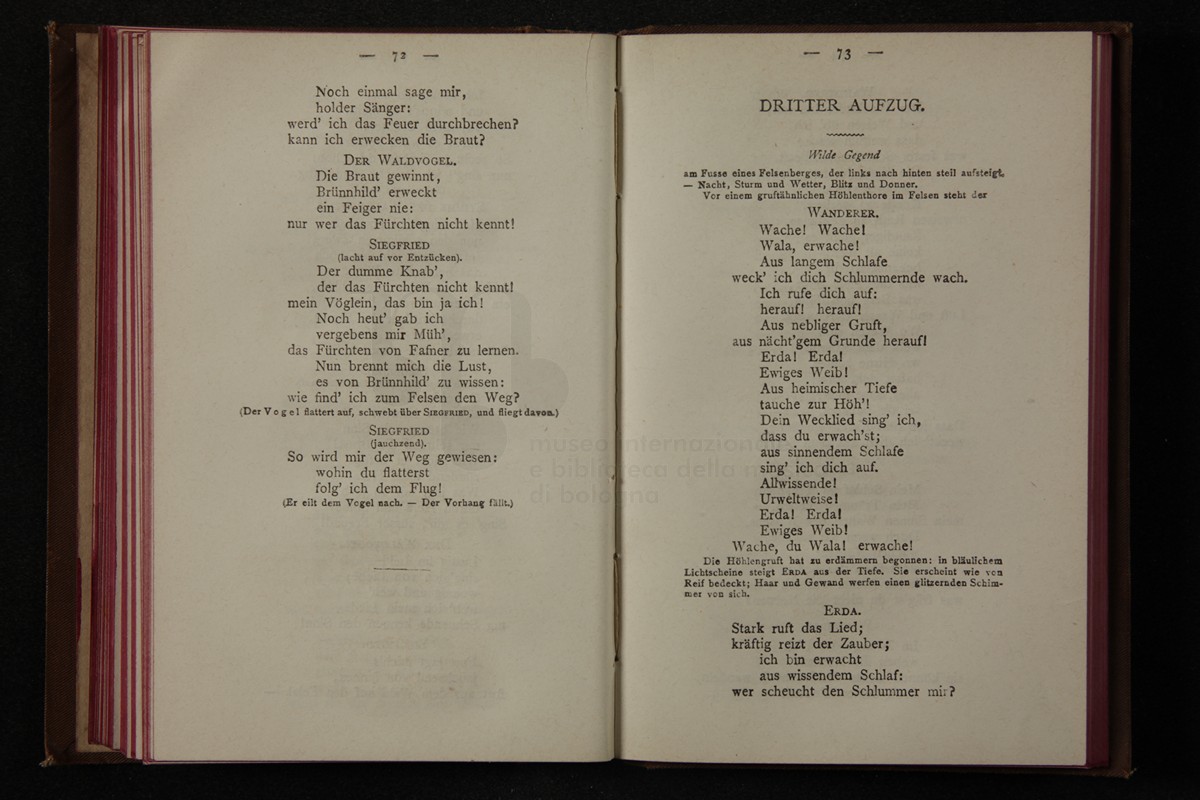 — 72 —
Noch einmal sage mir,
holder Sänger:
werd' ich das Feuer durchbrechen?
kann ich erwecken die Braut?
DER WALDVOGEL.
Die Braut gewinnt,
Brünnhild' erweckt
ein Feiger nie:
nur wer das Fürchten nicht kennt!
SIEGFRIED
(lacht auf vor Entzücken).
Der dumme Knab',
der das Fürchten nicht kennt!
mein Vöglein, das bin ja ich!
Noch heut' gab ich
vergebens mir Müh',
das Fürchten von Fafner zu lernen.
Nun brennt mich die Lust,
es von Brünnhild' zu wissen:
wie find' ich zum Felsen den Weg?
(Der Vogel flattert auf, schwebt über SIEGFRIED, und fliegt davon.)
SIEGFRIED
(jauchzend).
So wird mir der Weg gewiesen:
wohin du flatterst
folg' ich dem Flug!
(Er eilt dem Vogel nach. — Der Vorhang fällt.)
— 73 —
DRITTER AUFZUG.
Wilde Gegend
am Fusse eines Felsenberges, der links nach hinten steil aufsteigt.
— Nacht, Sturm und Wetter, Blitz und Donner.
Vor einem gruftähnlichen Höhlenthore im Felsen steht der
WANDERER.
Wache! Wache!
Wala, erwache!
Aus langem Schlafe
weck' ich dich Schlummernde wach.
Ich rufe dich auf:
herauf! herauf!
Aus nebliger Gruft,
aus nächt'gem Grunde herauf!
Erda! Erda!
Ewiges Weib!
Aus heimischer Tiefe
tauche zur Höh'!
Dein Wecklied sing' ich,
dass du erwach'st;
aus sinnendem Schlafe
sing' ich dich auf.
Allwissende!
Urweltweise!
Erda! Erda!
Ewiges Weib!
Wache, du Wala! erwache!
Die Höhlengruft hat zu erdämmern begonnen: in bläulichem
Lichtscheine steigt ERDA aus der Tiefe. Sie erscheint wie von
Reif bedeckt; Haar und Gewand werfen einen glitzernden Schim-
mer von sich.
ERDA.
Stark ruft das Lied;
kräftig reizt der Zauber;
ich bin erwacht
aus wissendem Schlaf:
wer scheucht den Schlummer mir?
museo internazionale
e biblioteca della
di bologna